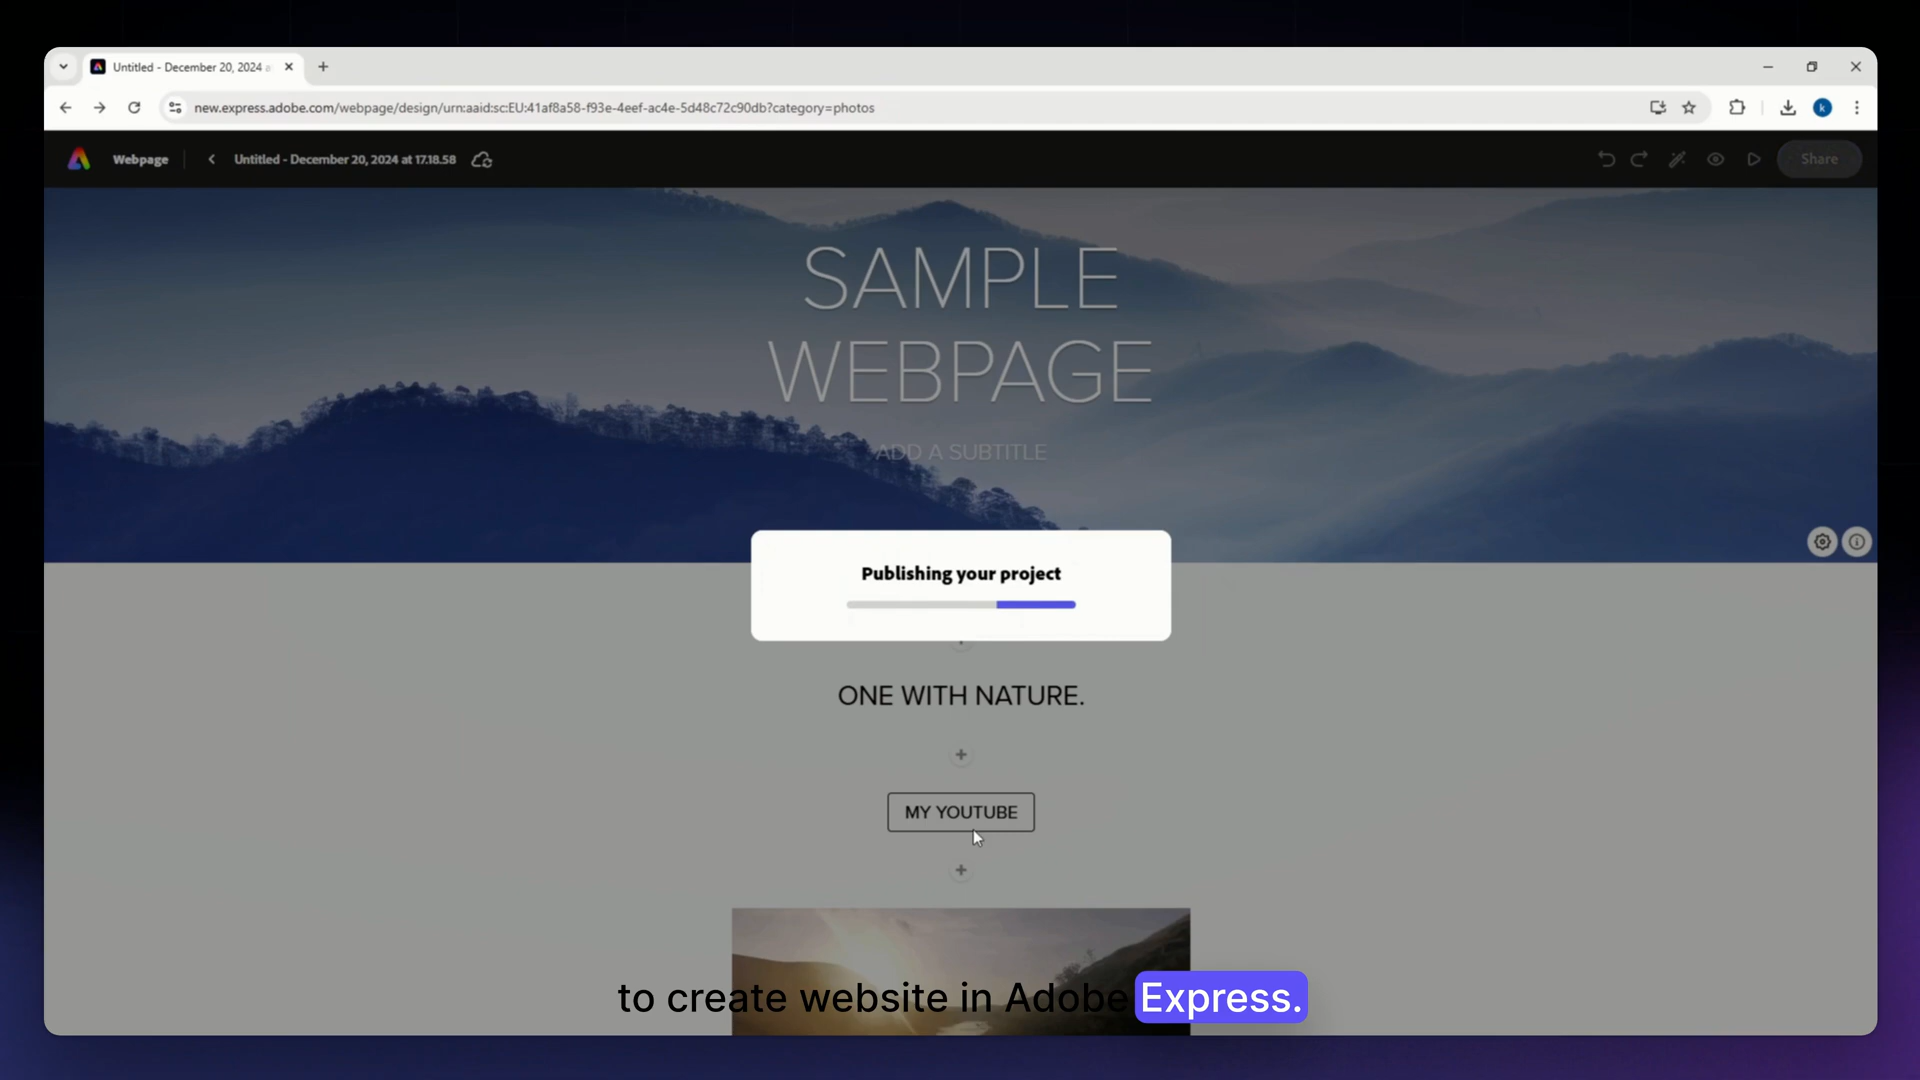 Untitled - December 20, 2024
new.express.adobe.com/webpage/design/urn:aaid:sc:EU:41af8a58-f93e-4eef-ac4e-5d48c72c90db?category=photos
k
Webpage
Untitled - December 20, 2024 at 17.18.58
Share
SAMPLE
WEBPAGE
ADD A SUBTITLE
Publishing your project
ONE WITH NATURE.
MY YOUTUBE
to create website in Adobe Express.